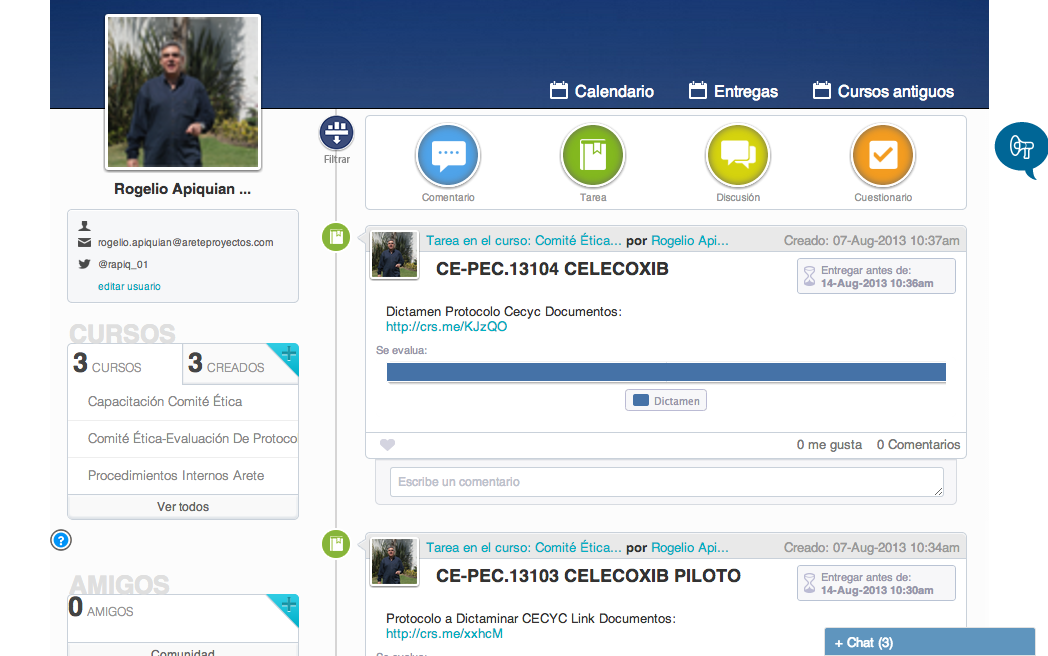 Calendario
Entregas
Cursos antiguos
Rogelio Apiquian ...
rogelio.apiquian@areteproyectos.com
@rapiq_01
editar usuario
CURSOS
3 CURSOS
3 CREADOS
Capacitación Comité Ética
Comité Ética-Evaluación De Protoco
Procedimientos Internos Arete
Ver todos
?
AMIGOS
0 AMIGOS
Comunidad
Filtrar
Comentario
Tarea
Discusión
Cuestionario
Tarea en el curso: Comité Ética... por Rogelio Api...
Creado: 07-Aug-2013 10:37am
CE-PEC.13104 CELECOXIB
Entregar antes de:
14-Aug-2013 10:36am
Dictamen Protocolo Cecyc Documentos:
http://crs.me/KJzQO
Se evalua:
Dictamen
0 me gusta
0 Comentarios
Escribe un comentario
Tarea en el curso: Comité Ética... por Rogelio Api...
Creado: 07-Aug-2013 10:34am
CE-PEC.13103 CELECOXIB PILOTO
Entregar antes de:
14-Aug-2013 10:30am
Protocolo a Dictaminar CECYC Link Documentos:
http://crs.me/xxhcM
Se evalua:
+ Chat (3)